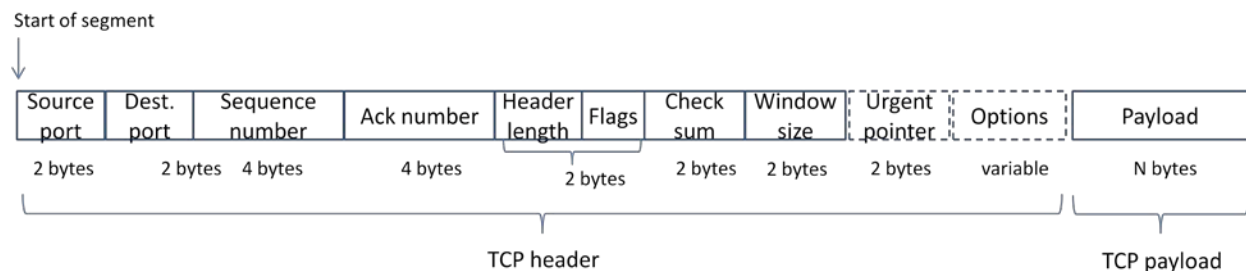 Start of segment
Source port
Dest. port
Sequence number
Ack number
Header length
Flags
Check sum
Window size
Urgent pointer
Options
Payload
2 bytes
2 bytes
4 bytes
4 bytes
2 bytes
2 bytes
2 bytes
2 bytes
variable
N bytes
TCP header
TCP payload